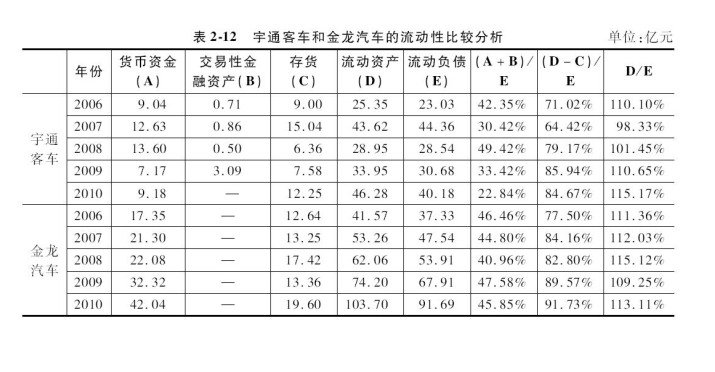 表 2-12 宇通客车和金龙汽车的流动性比较分析 单位:亿元
年份 货币资金(A) 交易性金融资产(B) 存货(C) 流动资产(D) 流动负债(E) (A+B)/E (D-C)/E D/E
宇通客车
2006 9.04 0.71 9.00 25.35 23.03 42.35% 71.02% 110.10%
2007 12.63 0.86 15.04 43.62 44.36 30.42% 64.42% 98.33%
2008 13.60 0.50 6.36 28.95 28.54 49.42% 79.17% 101.45%
2009 7.17 3.09 7.58 33.95 30.68 33.42% 85.94% 110.65%
2010 9.18 — 12.25 46.28 40.18 22.84% 84.67% 115.17%
金龙汽车
2006 17.35 — 12.64 41.57 37.33 46.46% 77.50% 111.36%
2007 21.30 — 13.25 53.26 47.54 44.80% 84.16% 112.03%
2008 22.08 — 17.42 62.06 53.91 40.96% 82.80% 115.12%
2009 32.32 — 13.36 74.20 67.91 47.58% 89.57% 109.25%
2010 42.04 — 19.60 103.70 91.69 45.85% 91.73% 113.11%